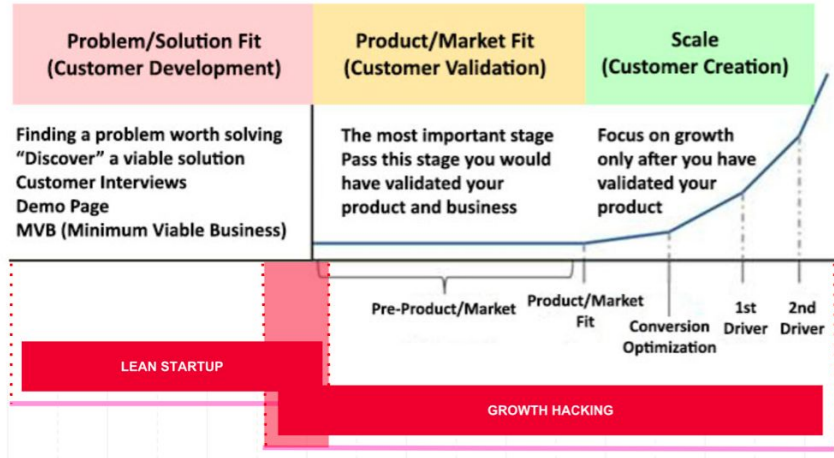 Problem/Solution Fit
(Customer Development)
Product/Market Fit
(Customer Validation)
Scale
(Customer Creation)
Finding a problem worth solving
“Discover” a viable solution
Customer Interviews
Demo Page
MVB (Minimum Viable Business)
The most important stage
Pass this stage you would
have validated your
product and business
Focus on growth
only after you have
validated your
product
Pre-Product/Market
Product/Market
Fit
Conversion
Optimization
1st
Driver
2nd
Driver
LEAN STARTUP
GROWTH HACKING